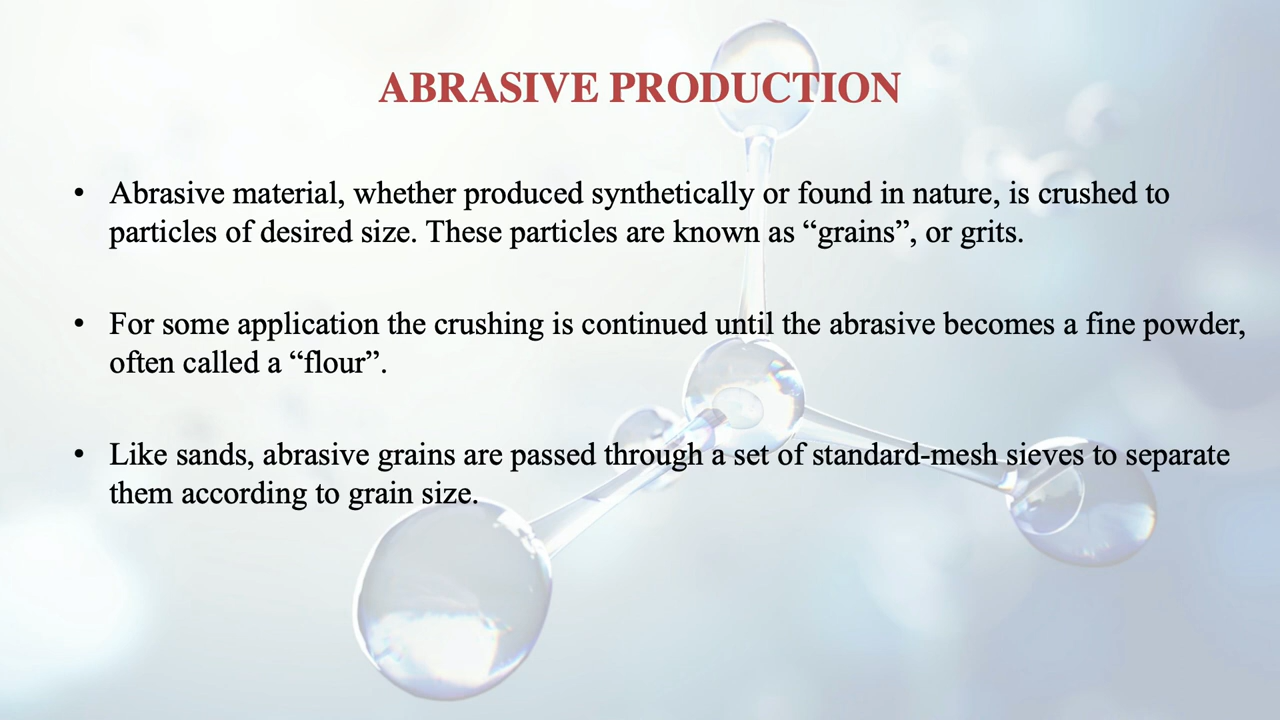 ABRASIVE PRODUCTION
• Abrasive material, whether produced synthetically or found in nature, is crushed to
particles of desired size. These particles are known as “grains”, or grits.
• For some application the crushing is continued until the abrasive becomes a fine powder,
often called a “flour”.
• Like sands, abrasive grains are passed through a set of standard-mesh sieves to separate
them according to grain size.